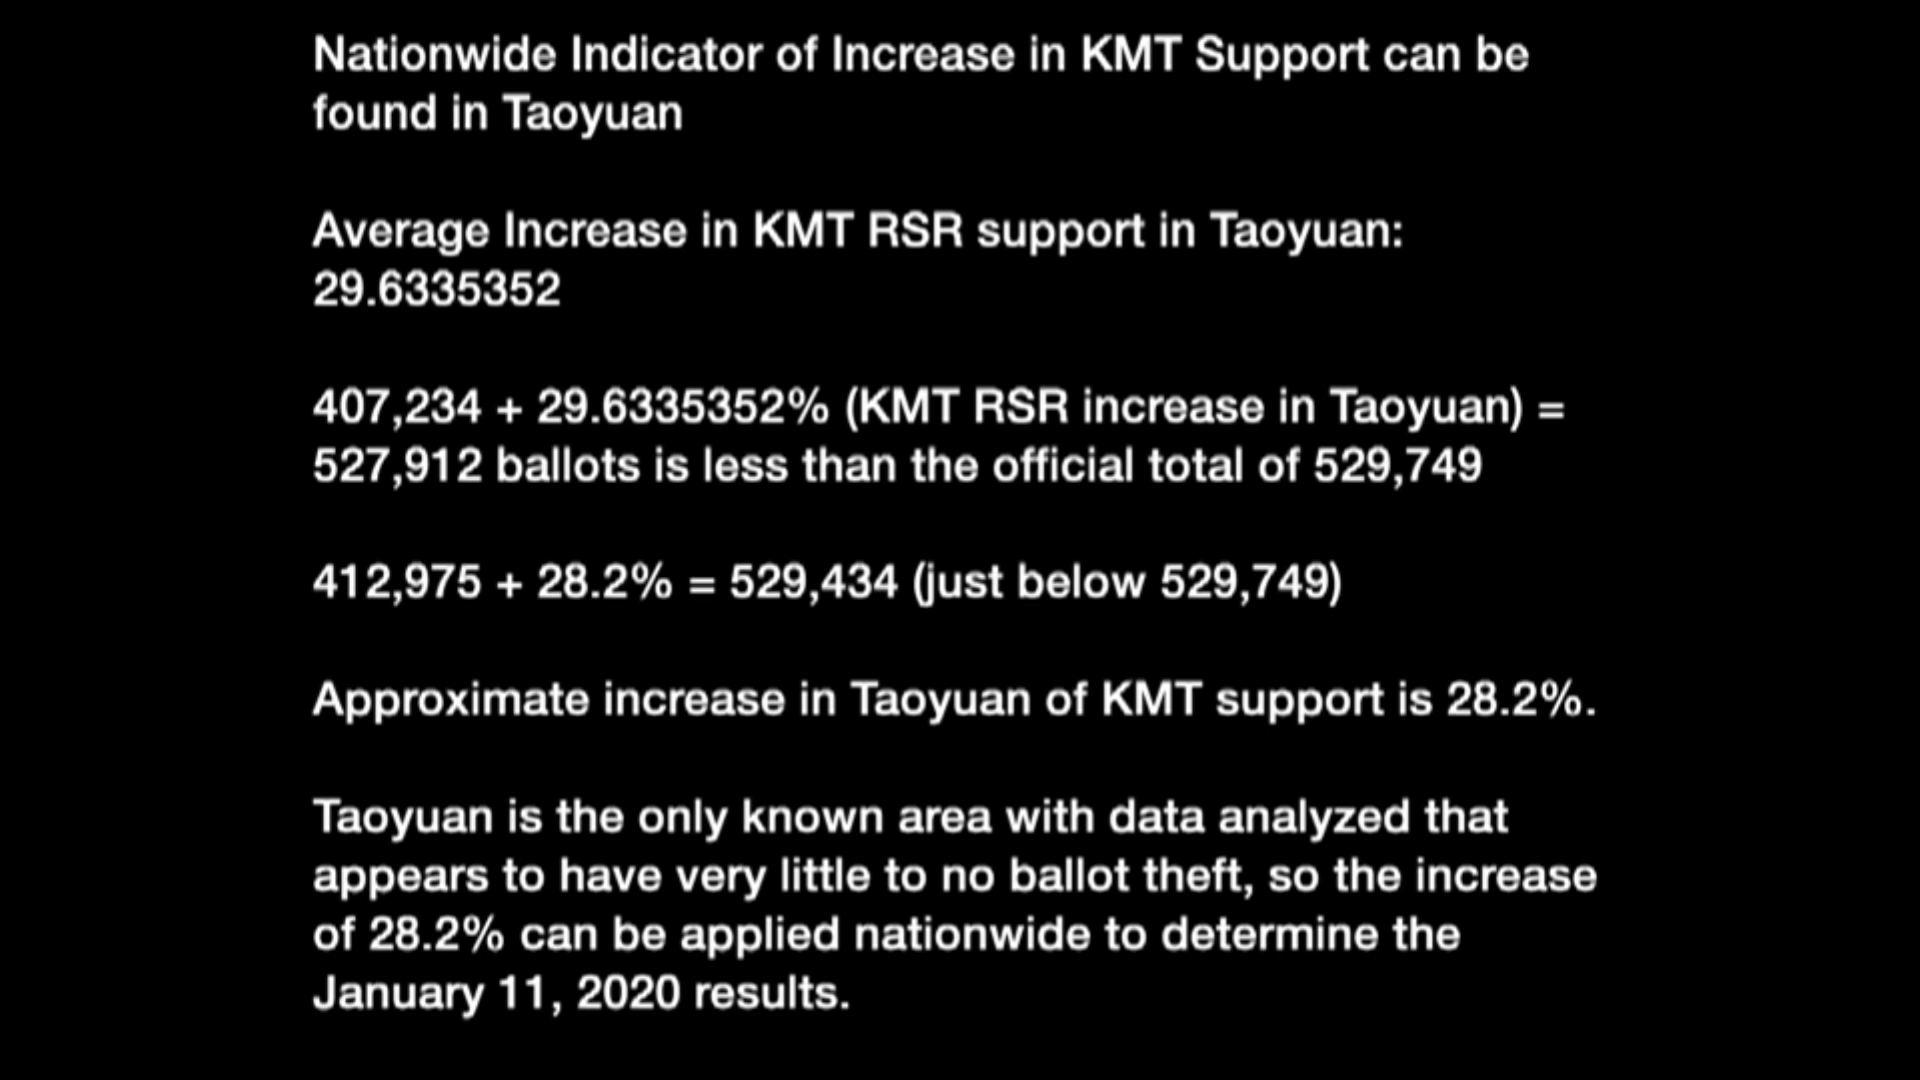 Nationwide Indicator of Increase in KMT Support can be
found in Taoyuan
Average Increase in KMT RSR support in Taoyuan:
29.6335352
407,234 + 29.6335352% (KMT RSR increase in Taoyuan) =
527,912 ballots is less than the official total of 529,749
412,975 + 28.2% = 529,434 (just below 529,749)
Approximate increase in Taoyuan of KMT support is 28.2%.
Taoyuan is the only known area with data analyzed that
appears to have very little to no ballot theft, so the increase
of 28.2% can be applied nationwide to determine the
January 11, 2020 results.